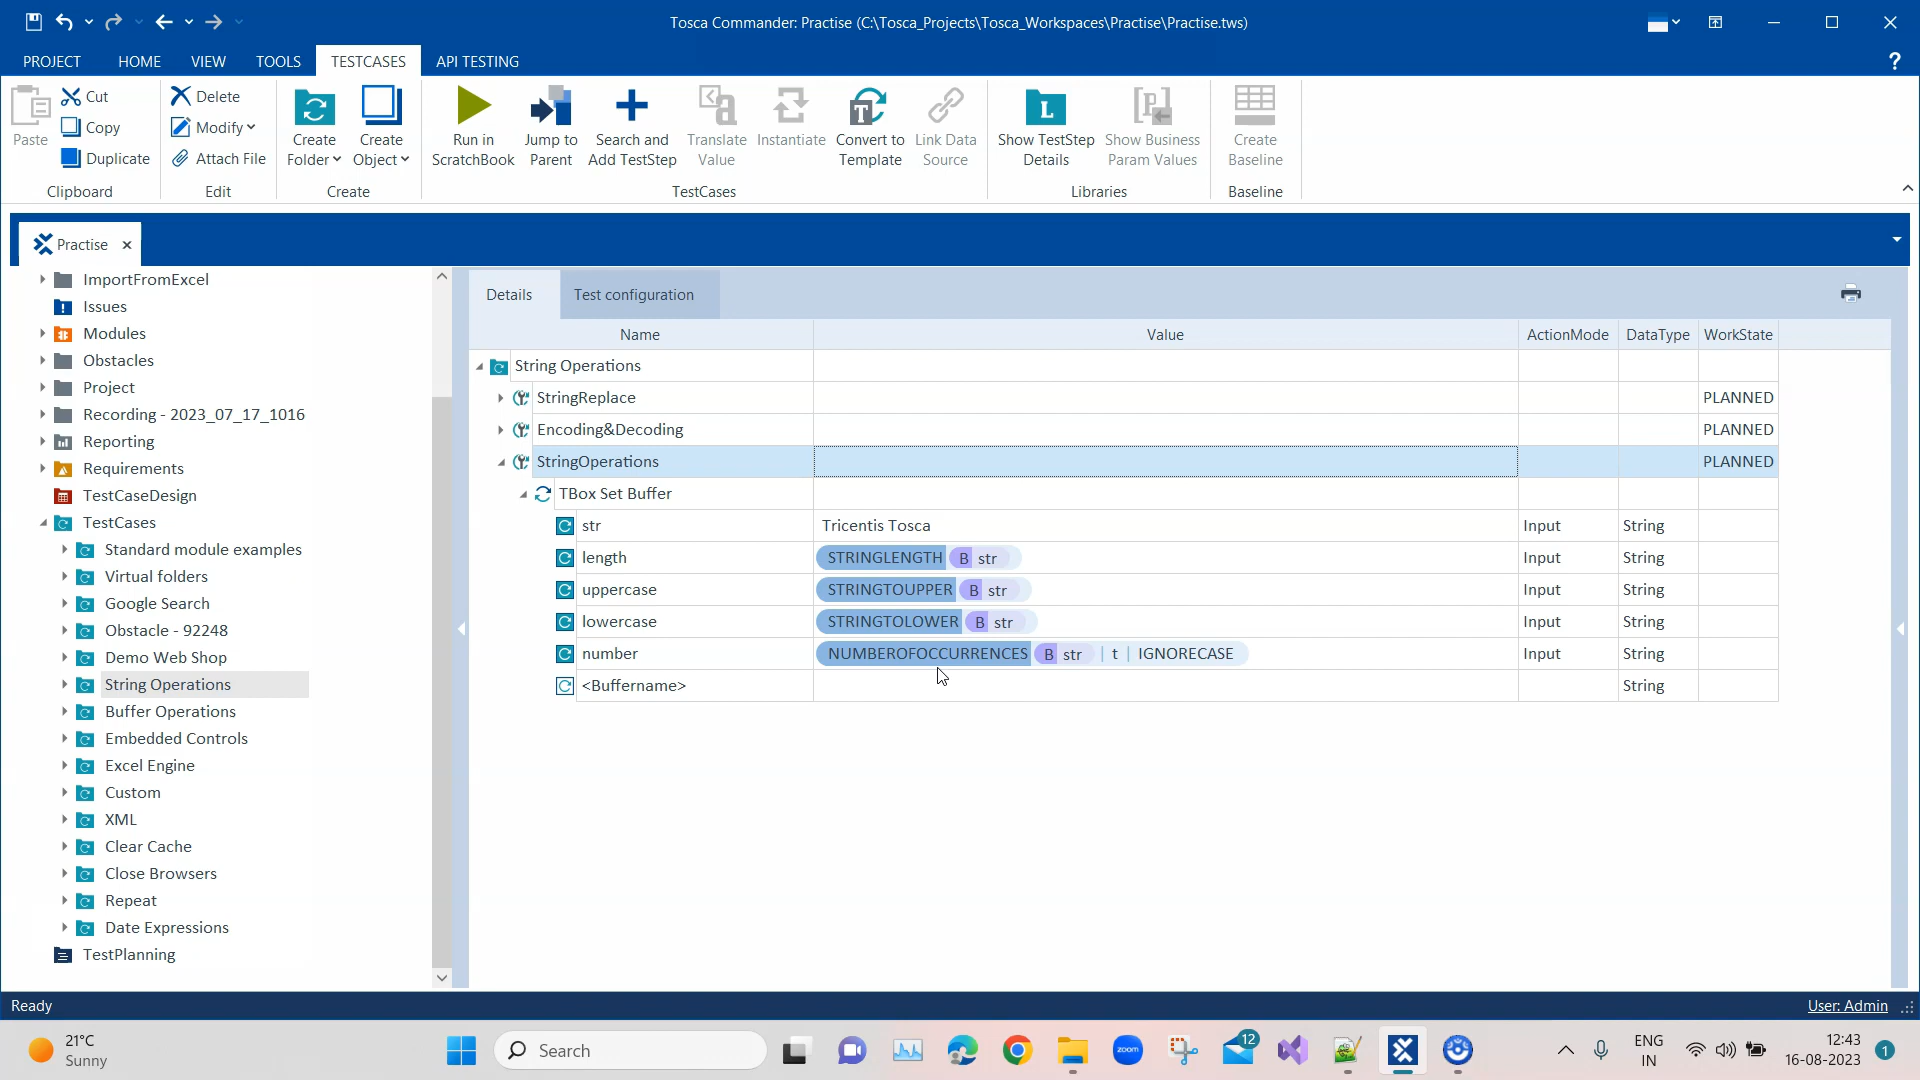 Tosca Commander: Practise (C:\Tosca_Projects\Tosca_Workspaces\Practise\Practise.tws)
PROJECT HOME VIEW TOOLS TESTCASES API TESTING ?
Paste
Cut
Copy
Duplicate
Clipboard
Delete
Modify
Attach File
Edit
Create
Folder
Create
Object
Create
Run in
ScratchBook
Jump to
Parent
Search and
Add TestStep
Translate
Value
Instantiate
Convert to
Template
Link Data
Source
TestCases
Show TestStep
Details
Show Business
Param Values
Libraries
Create
Baseline
Baseline
Practise
ImportFromExcel
Issues
Modules
Obstacles
Project
Recording - 2023_07_17_1016
Reporting
Requirements
TestCaseDesign
TestCases
Standard module examples
Virtual folders
Google Search
Obstacle - 92248
Demo Web Shop
String Operations
Buffer Operations
Embedded Controls
Excel Engine
Custom
XML
Clear Cache
Close Browsers
Repeat
Date Expressions
TestPlanning
Details Test configuration
Name Value ActionMode DataType WorkState
String Operations
StringReplace PLANNED
Encoding&Decoding PLANNED
StringOperations PLANNED
TBox Set Buffer
str Tricentis Tosca Input String
length STRINGLENGTH B str Input String
uppercase STRINGTOUPPER B str Input String
lowercase STRINGTOLOWER B str Input String
number NUMBEROFOCCURRENCES B str | t | IGNORECASE Input String
<Buffername> String
Ready User: Admin
21°C
Sunny
Search
zoom
12
ENG
IN
12:43
16-08-2023
1